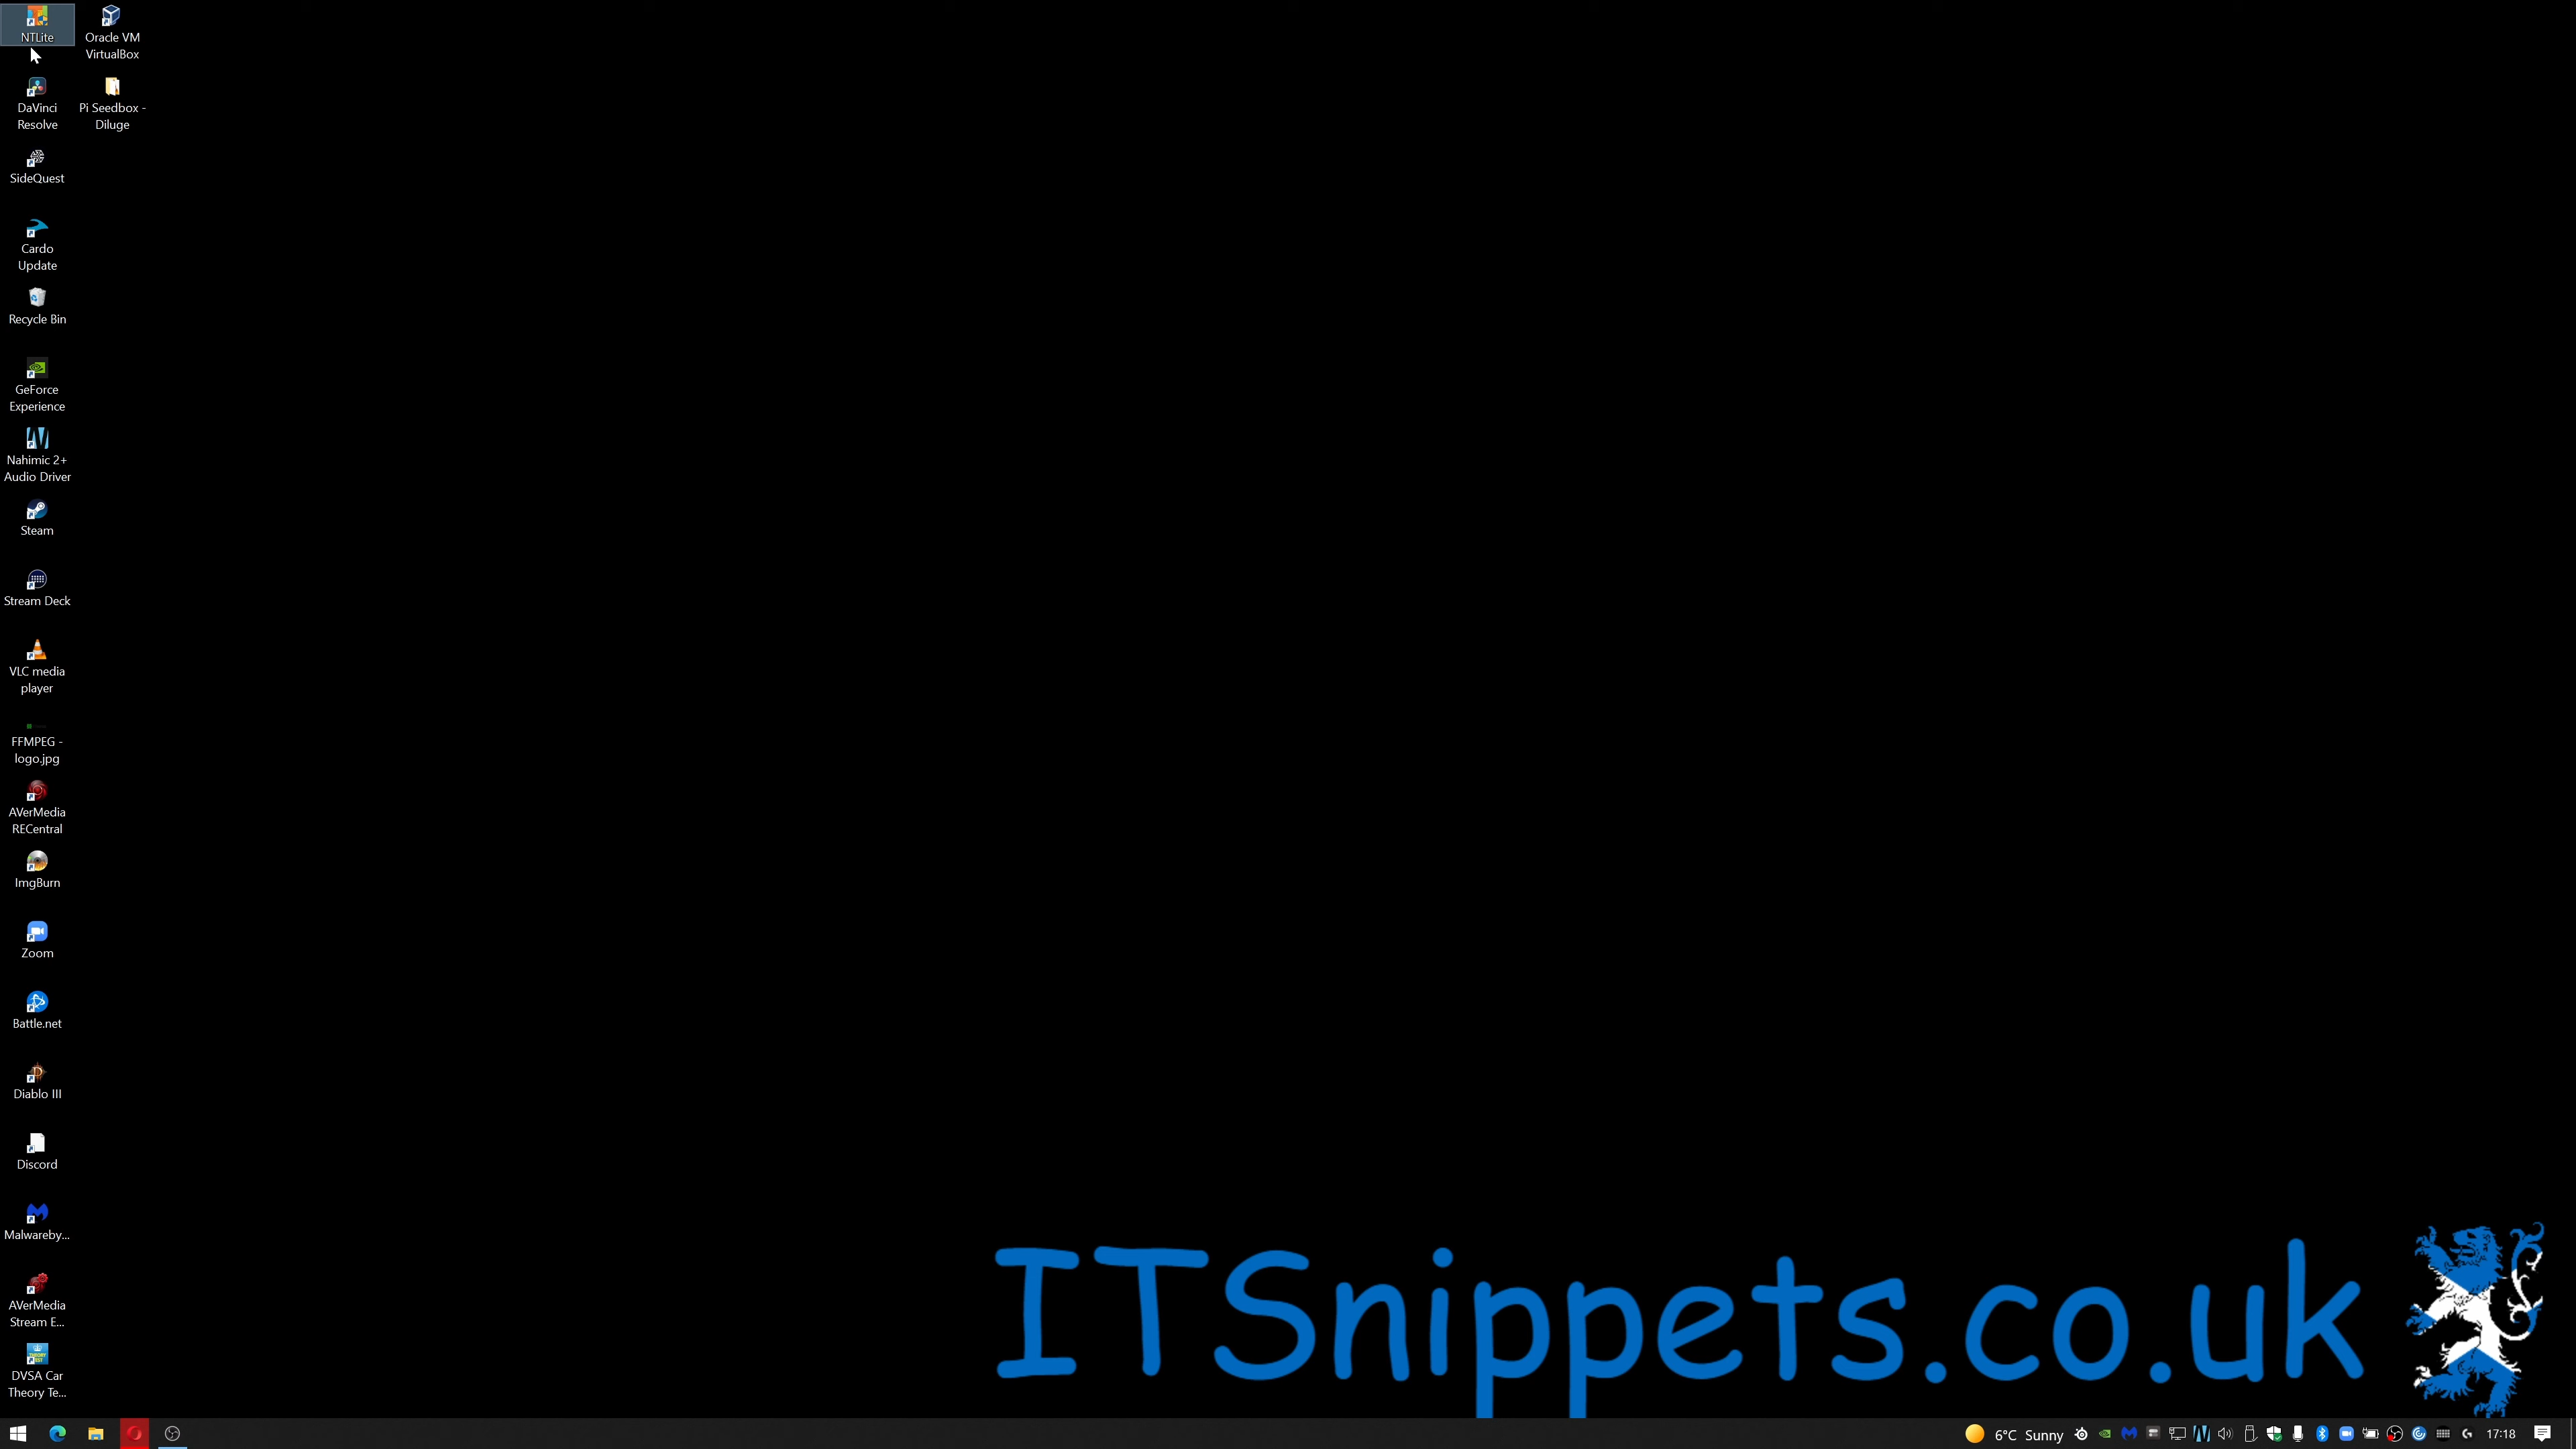 NTLite
Oracle VM
VirtualBox
DaVinci
Resolve
Pi Seedbox -
Diluge
SideQuest
Cardo
Update
Recycle Bin
GeForce
Experience
Nahimic 2+
Audio Driver
Steam
Stream Deck
VLC media
player
FFMPEG -
logo.jpg
AVerMedia
RECentral
ImgBurn
Zoom
Battle.net
Diablo III
Discord
Malwareby...
AVerMedia
Stream E...
DVSA Car
Theory Te...
ITSnippets.co.uk
6°C Sunny
17:18